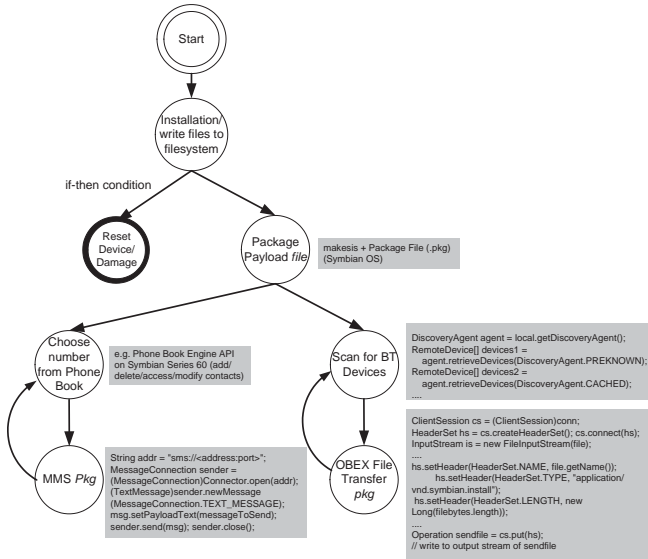 Start
Installation/
write files to
filesystem
if-then condition
Reset
Device/
Damage
Package
Payload file
makesis + Package File (.pkg)
(Symbian OS)
Choose
number
from Phone
Book
e.g. Phone Book Engine API
on Symbian Series 60 (add/
delete/access/modify contacts)
Scan for BT
Devices
DiscoveryAgent agent = local.getDiscoveryAgent();
RemoteDevice[] devices1 =
agent.retrieveDevices(DiscoveryAgent.PREKNOWN);
RemoteDevice[] devices2 =
agent.retrieveDevices(DiscoveryAgent.CACHED);
....
MMS Pkg
String addr = "sms://<address:port>";
MessageConnection sender =
(MessageConnection)Connector.open(addr);
(TextMessage)sender.newMessage
(MessageConnection.TEXT_MESSAGE);
msg.setPayloadText(messageToSend);
sender.send(msg); sender.close();
OBEX File
Transfer
pkg
ClientSession cs = (ClientSession)conn;
HeaderSet hs = cs.createHeaderSet(); cs.connect(hs);
InputStream is = new FileInputStream(file);
....
hs.setHeader(HeaderSet.NAME, file.getName());
hs.setHeader(HeaderSet.TYPE, "application/
vnd.symbian.install");
hs.setHeader(HeaderSet.LENGTH, new
Long(filebytes.length));
....
Operation sendfile = cs.put(hs);
// write to output stream of sendfile